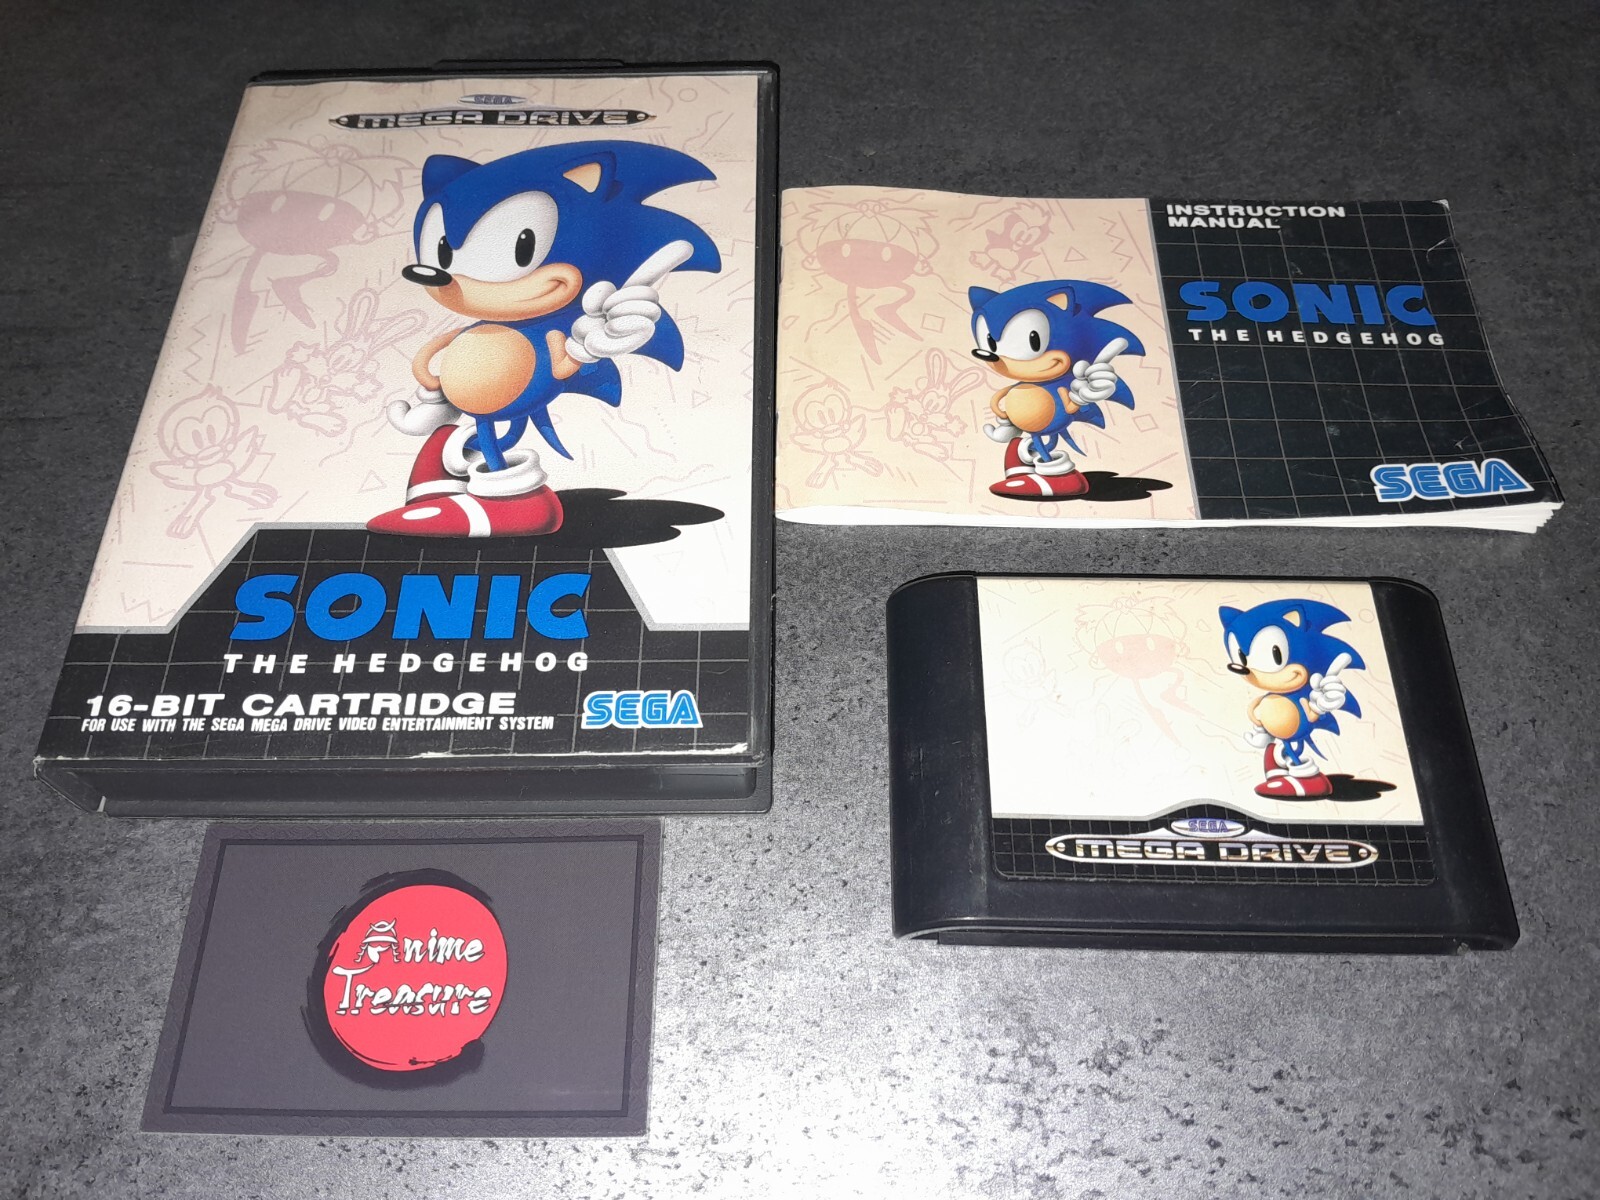 SEGA
MEGA DRIVE
SONIC
THE HEDGEHOG
16-BIT CARTRIDGE
FOR USE WITH THE SEGA MEGA DRIVE VIDEO ENTERTAINMENT SYSTEM
SEGA
INSTRUCTION
MANUAL
SONIC
THE HEDGEHOG
SEGA
SEGA
MEGA DRIVE
Anime
Treasure